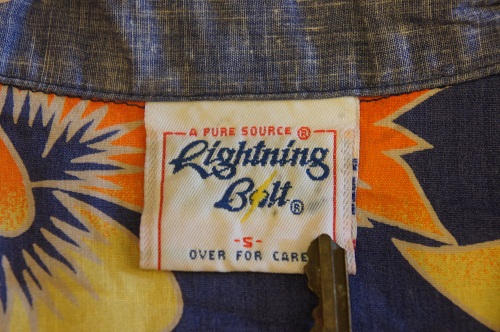 A PURE SOURCE ®
Lightning
Bolt ®
-S-
OVER FOR CARE